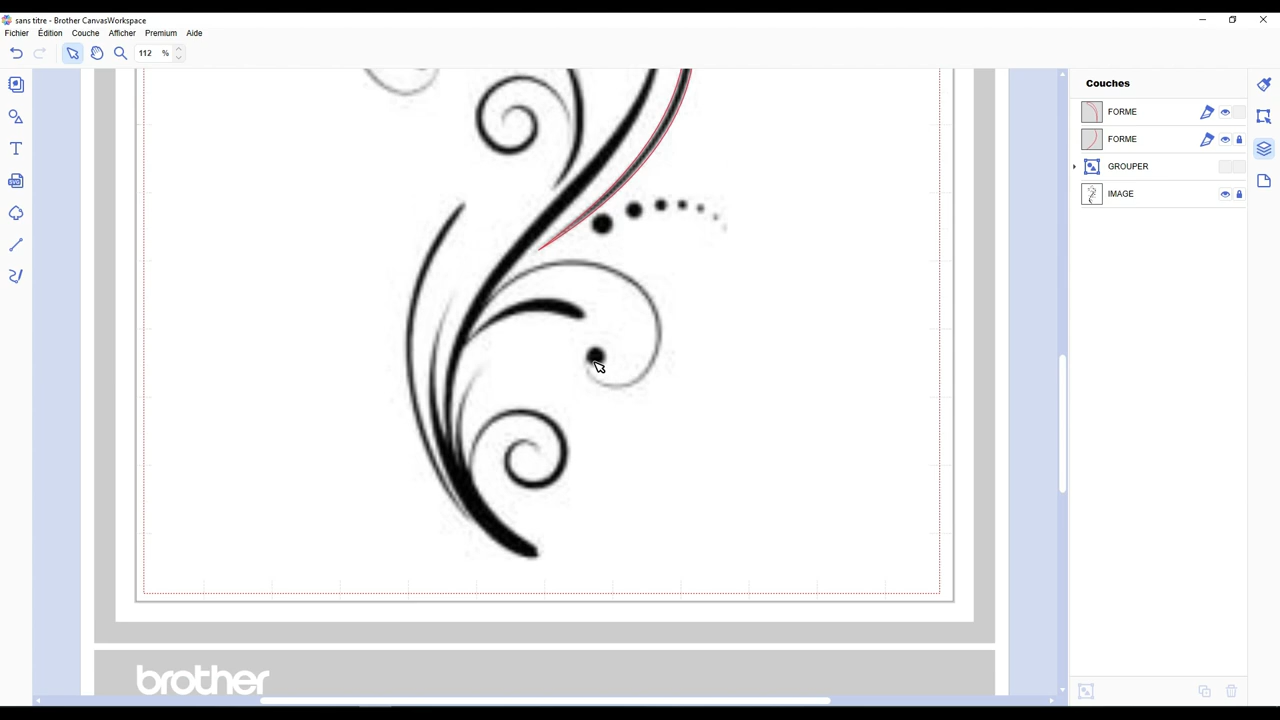 sans titre - Brother CanvasWorkspace
Fichier Édition Couche Afficher Premium Aide
112 %
Couches
FORME
FORME
GROUPER
IMAGE
brother